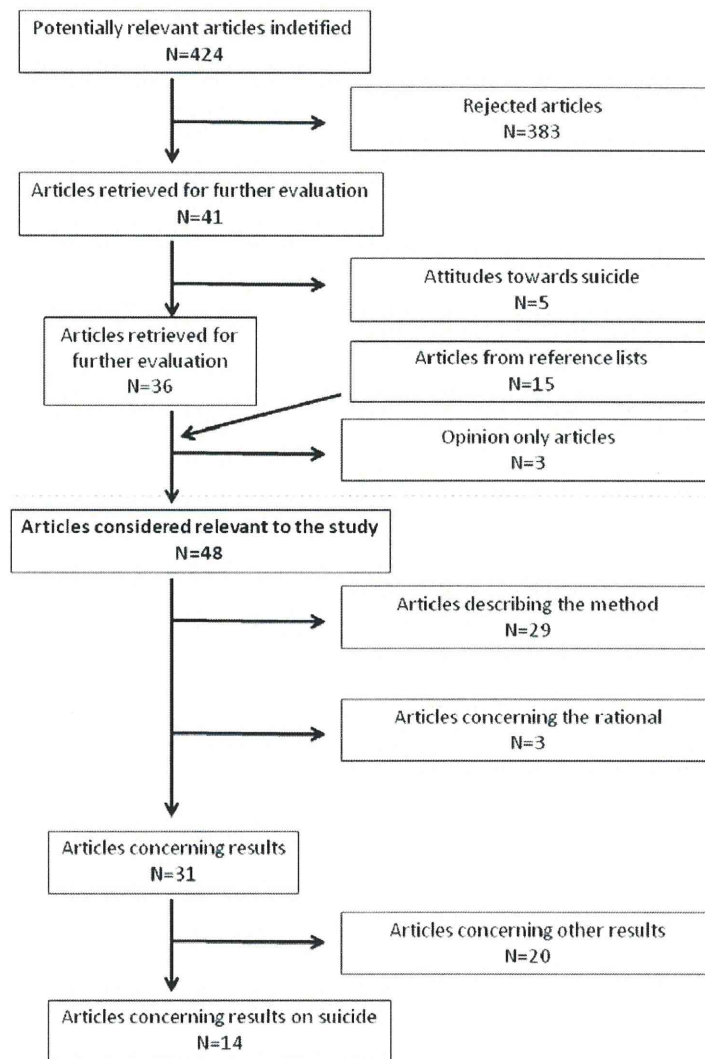 Potentially relevant articles indetified
N=424
Rejected articles
N=383
Articles retrieved for further evaluation
N=41
Attitudes towards suicide
N=5
Articles retrieved for
further evaluation
N=36
Articles from reference lists
N=15
Opinion only articles
N=3
Articles considered relevant to the study
N=48
Articles describing the method
N=29
Articles concerning the rational
N=3
Articles concerning results
N=31
Articles concerning other results
N=20
Articles concerning results on suicide
N=14